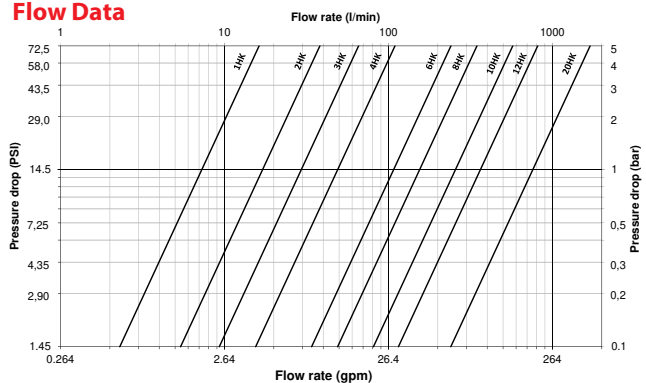 Flow Data
Flow rate (l/min)
1 10 100 1000
72,5 5
58,0 4
43,5 3
29,0 2
14.5 1
7,25 0,5
4,35 0,3
2,90 0,2
1.45 0.1
1HK 2HK 3HK 4HK 6HK 8HK 10HK 12HK 20HK
Pressure drop (PSI)
Pressure drop (bar)
0.264 2.64 26.4 264
Flow rate (gpm)